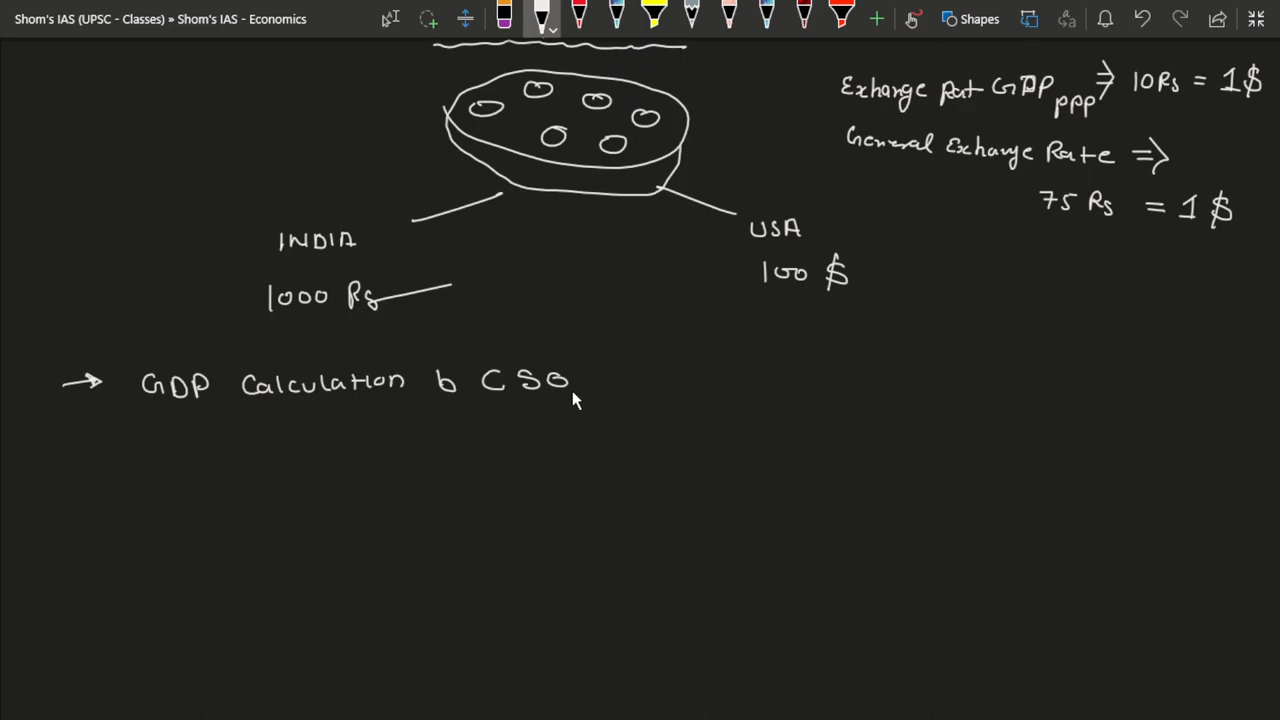 Shom's IAS (UPSC - Classes) » Shom's IAS - Economics
Shapes
Exhange Rat GDP PPP ⇒ 10 Rs = 1 $
General Exhange Rate ⇒
75 Rs = 1 $
INDIA
USA
1000 Rs
100 $
→ GDP Calculation b CSO